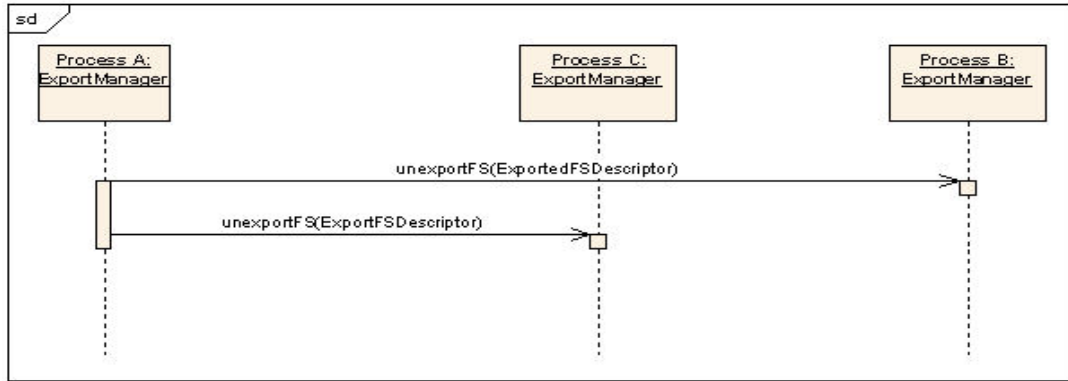 sd
Process A:
ExportManager
Process C:
ExportManager
Process B:
ExportManager
unexportFS(ExportedFSDescriptor)
unexportFS(ExportFSDescriptor)